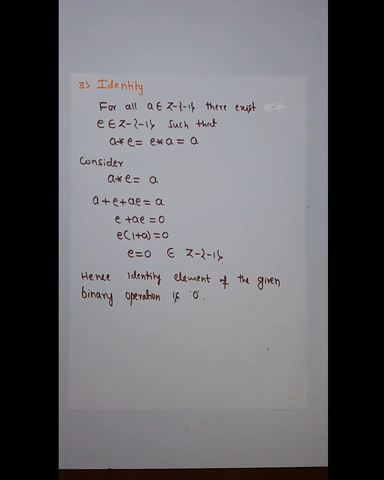 3> Identity
For all a ∈ Z-{-1} there exist
e ∈ Z-{-1} such that
a*e = e*a = a
Consider
a*e = a
a+e+ae = a
e+ae = 0
e(1+a) = 0
e=0 ∈ Z-{-1}
Hence Identity element of the given
binary operation is '0'.